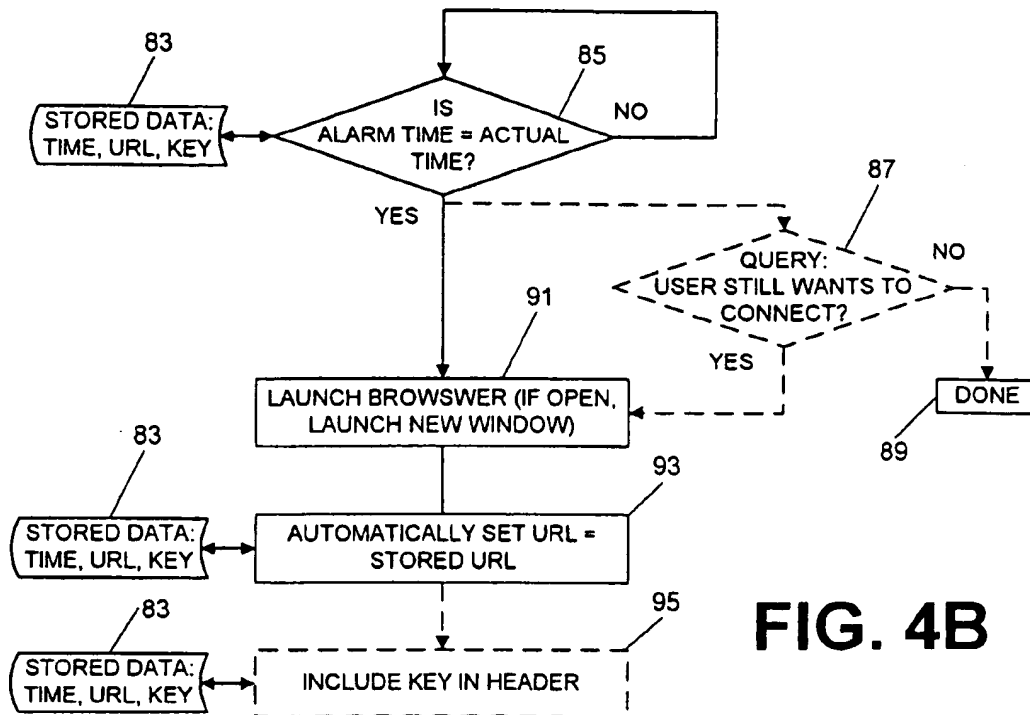 83
85
STORED DATA:
TIME, URL, KEY
IS
ALARM TIME = ACTUAL
TIME?
NO
YES
87
QUERY:
USER STILL WANTS TO
CONNECT?
NO
YES
91
LAUNCH BROWSWER (IF OPEN,
LAUNCH NEW WINDOW)
DONE
89
83
93
STORED DATA:
TIME, URL, KEY
AUTOMATICALLY SET URL =
STORED URL
83
95
STORED DATA:
TIME, URL, KEY
INCLUDE KEY IN HEADER
FIG. 4B